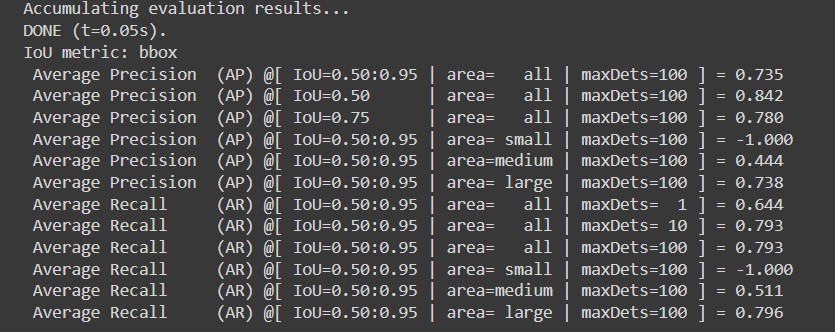 Accumulating evaluation results...
DONE (t=0.05s).
IoU metric: bbox
 Average Precision  (AP) @[ IoU=0.50:0.95 | area=   all | maxDets=100 ] = 0.735
 Average Precision  (AP) @[ IoU=0.50      | area=   all | maxDets=100 ] = 0.842
 Average Precision  (AP) @[ IoU=0.75      | area=   all | maxDets=100 ] = 0.780
 Average Precision  (AP) @[ IoU=0.50:0.95 | area= small | maxDets=100 ] = -1.000
 Average Precision  (AP) @[ IoU=0.50:0.95 | area=medium | maxDets=100 ] = 0.444
 Average Precision  (AP) @[ IoU=0.50:0.95 | area= large | maxDets=100 ] = 0.738
 Average Recall     (AR) @[ IoU=0.50:0.95 | area=   all | maxDets=  1 ] = 0.644
 Average Recall     (AR) @[ IoU=0.50:0.95 | area=   all | maxDets= 10 ] = 0.793
 Average Recall     (AR) @[ IoU=0.50:0.95 | area=   all | maxDets=100 ] = 0.793
 Average Recall     (AR) @[ IoU=0.50:0.95 | area= small | maxDets=100 ] = -1.000
 Average Recall     (AR) @[ IoU=0.50:0.95 | area=medium | maxDets=100 ] = 0.511
 Average Recall     (AR) @[ IoU=0.50:0.95 | area= large | maxDets=100 ] = 0.796